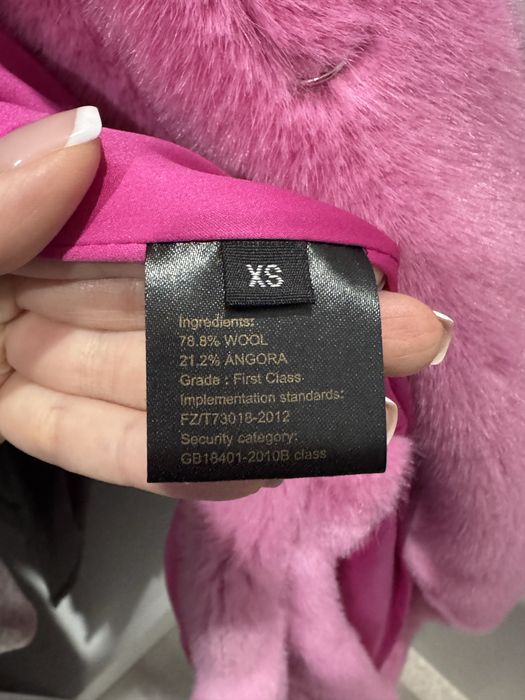 XS
Ingredients:
78.8% WOOL
21.2% ANGORA
Grade : First Class
Implementation standards:
FZ/T73018-2012
Security category:
GB18401-2010B class